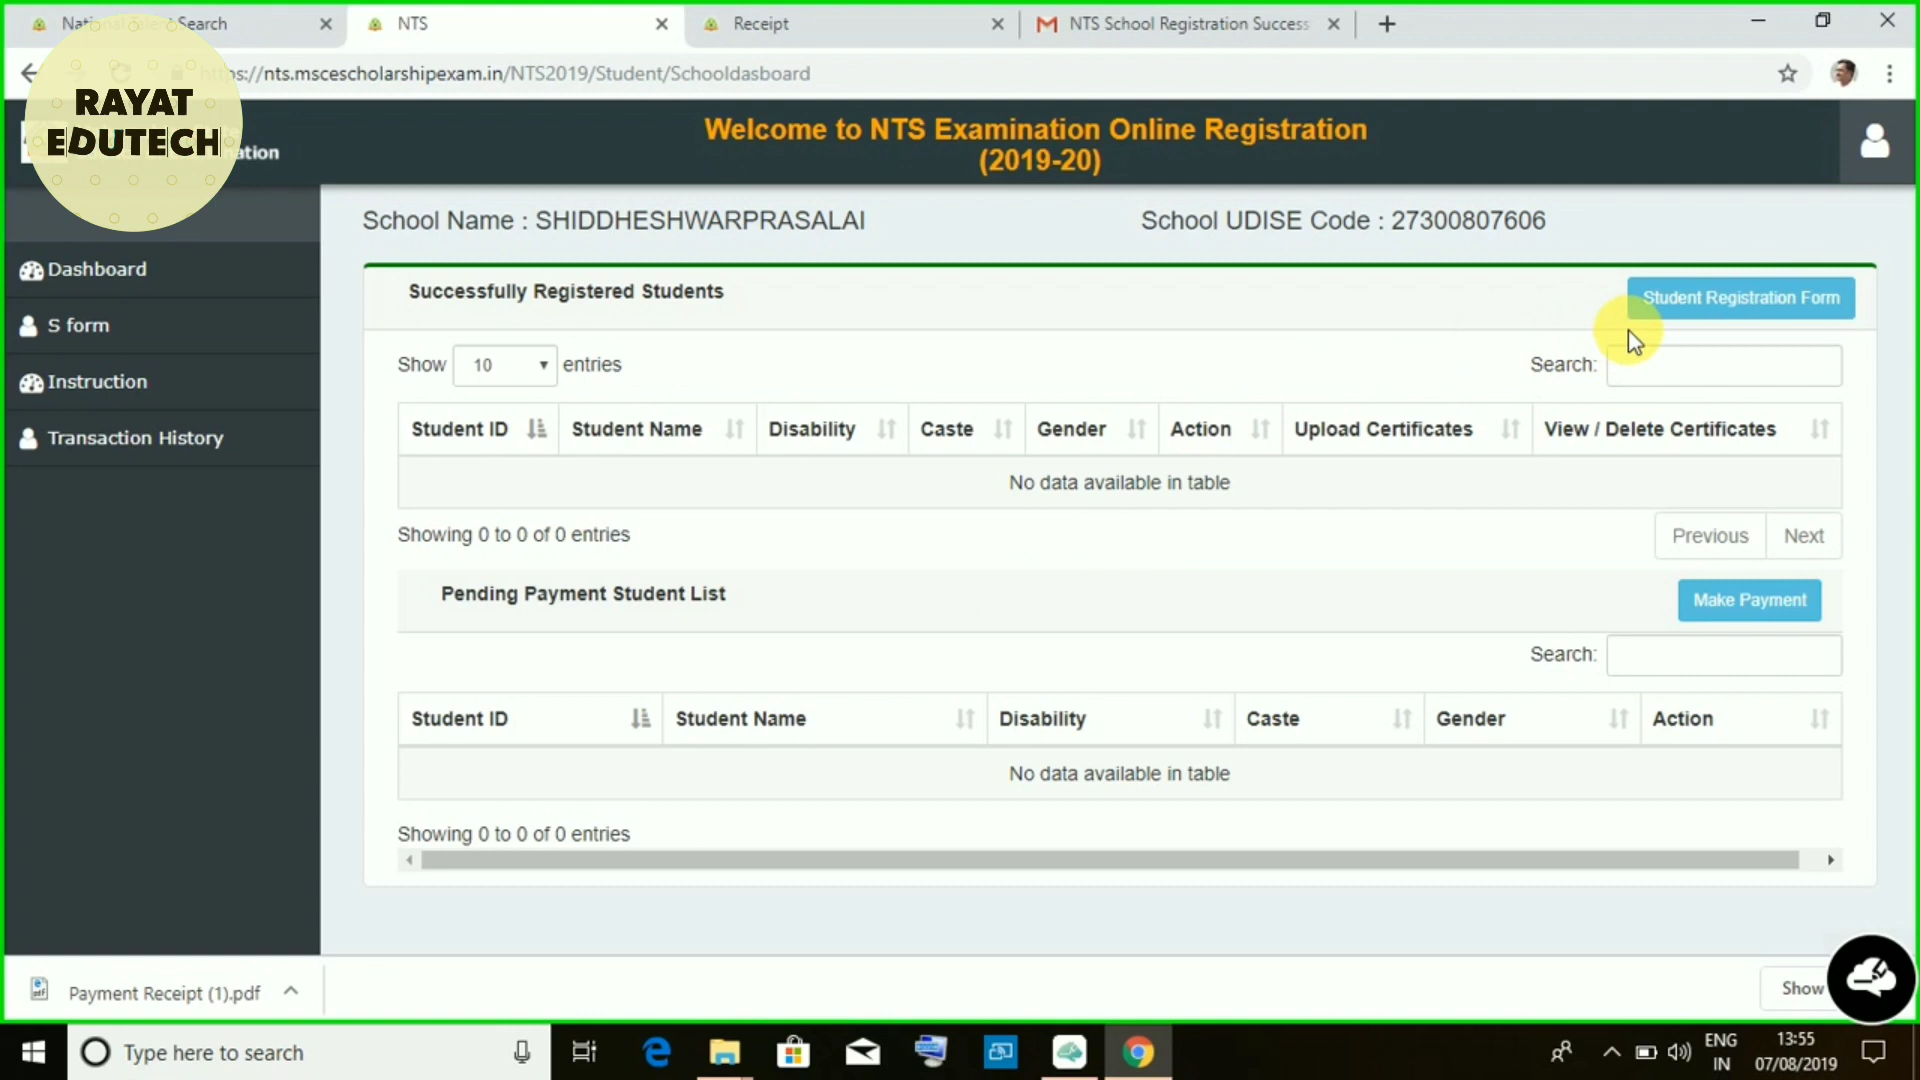 National Talent Search
NTS
Receipt
NTS School Registration Success
https://nts.mscescholarshipexam.in/NTS2019/Student/Schooldasboard
RAYAT
EDUTECH
Welcome to NTS Examination Online Registration
(2019-20)
School Name : SHIDDHESHWARPRASALAI
School UDISE Code : 27300807606
Dashboard
S form
Instruction
Transaction History
Successfully Registered Students
Student Registration Form
Show 10 entries
Search:
Student ID Student Name Disability Caste Gender Action Upload Certificates View / Delete Certificates
No data available in table
Showing 0 to 0 of 0 entries
Previous Next
Pending Payment Student List
Make Payment
Search:
Student ID Student Name Disability Caste Gender Action
No data available in table
Showing 0 to 0 of 0 entries
Payment Receipt (1).pdf
Show
Type here to search
ENG
IN
13:55
07/08/2019